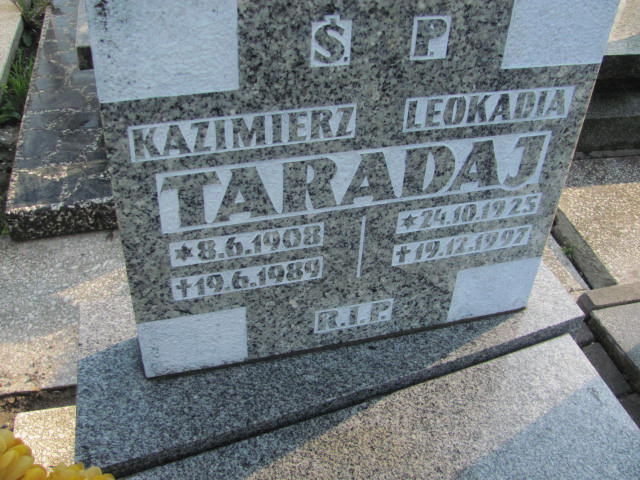 Ś. P.
KAZIMIERZ LEOKADIA
TARADAJ
*8.6.1908 *24.10.1925
†19.6.1989 †19.12.1997
R.I.P.